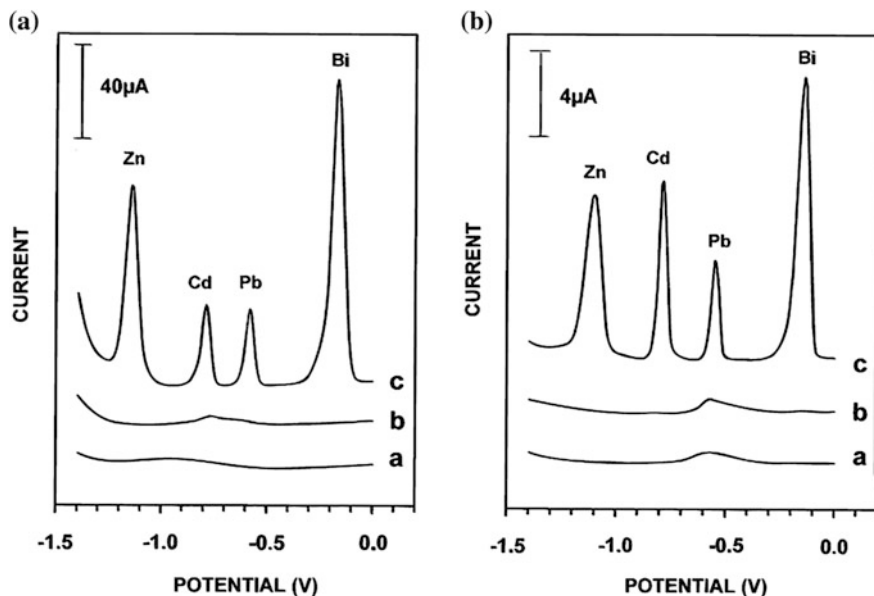 (a)
40µA
Zn
Cd
Pb
Bi
c
b
a
CURRENT
-1.5
-1.0
-0.5
0.0
POTENTIAL (V)
(b)
4µA
Zn
Cd
Pb
Bi
c
b
a
CURRENT
-1.5
-1.0
-0.5
0.0
POTENTIAL (V)